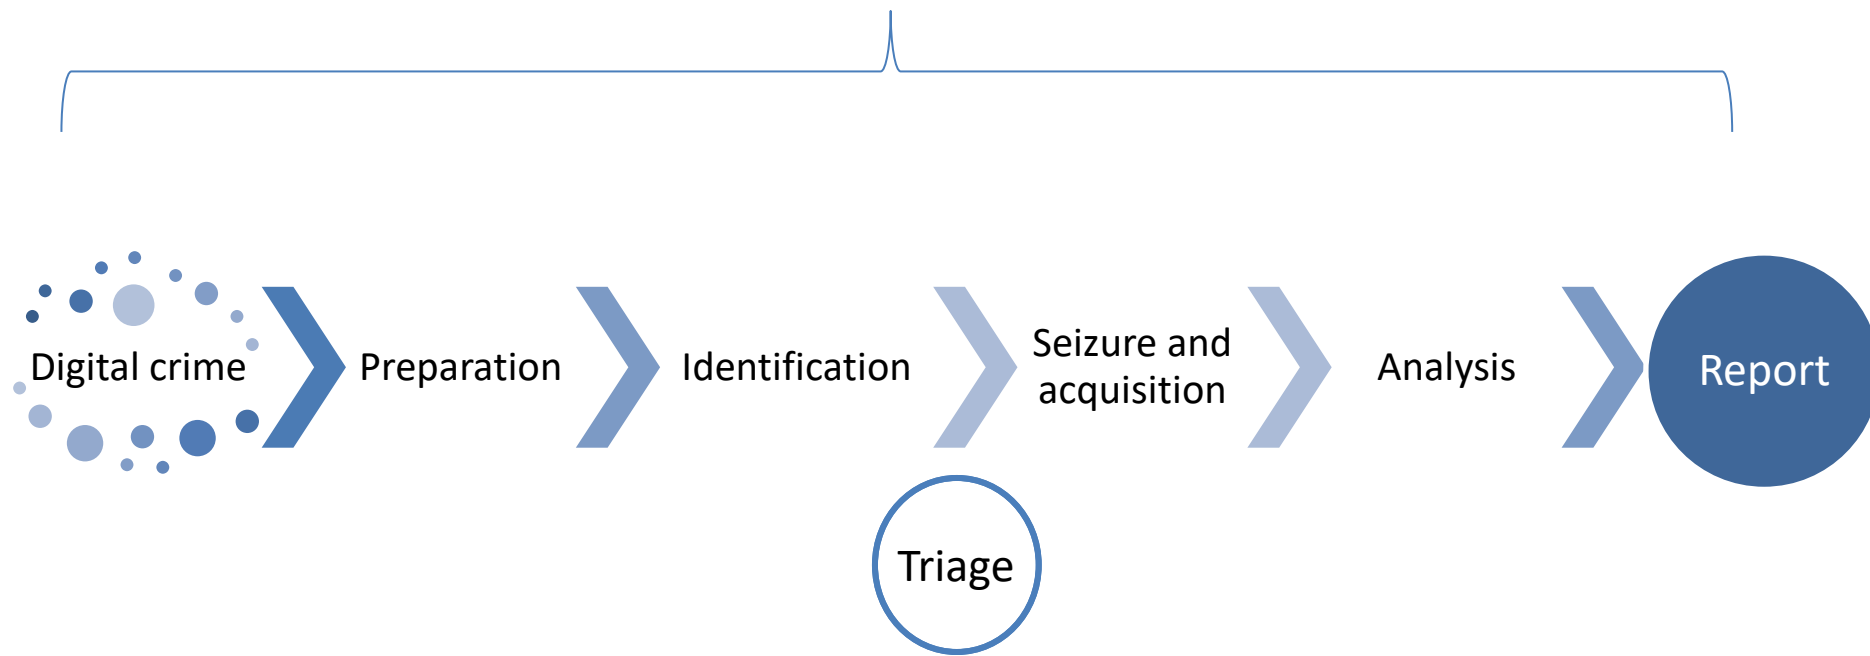 Digital crime
Preparation
Identification
Seizure and
acquisition
Analysis
Report
Triage